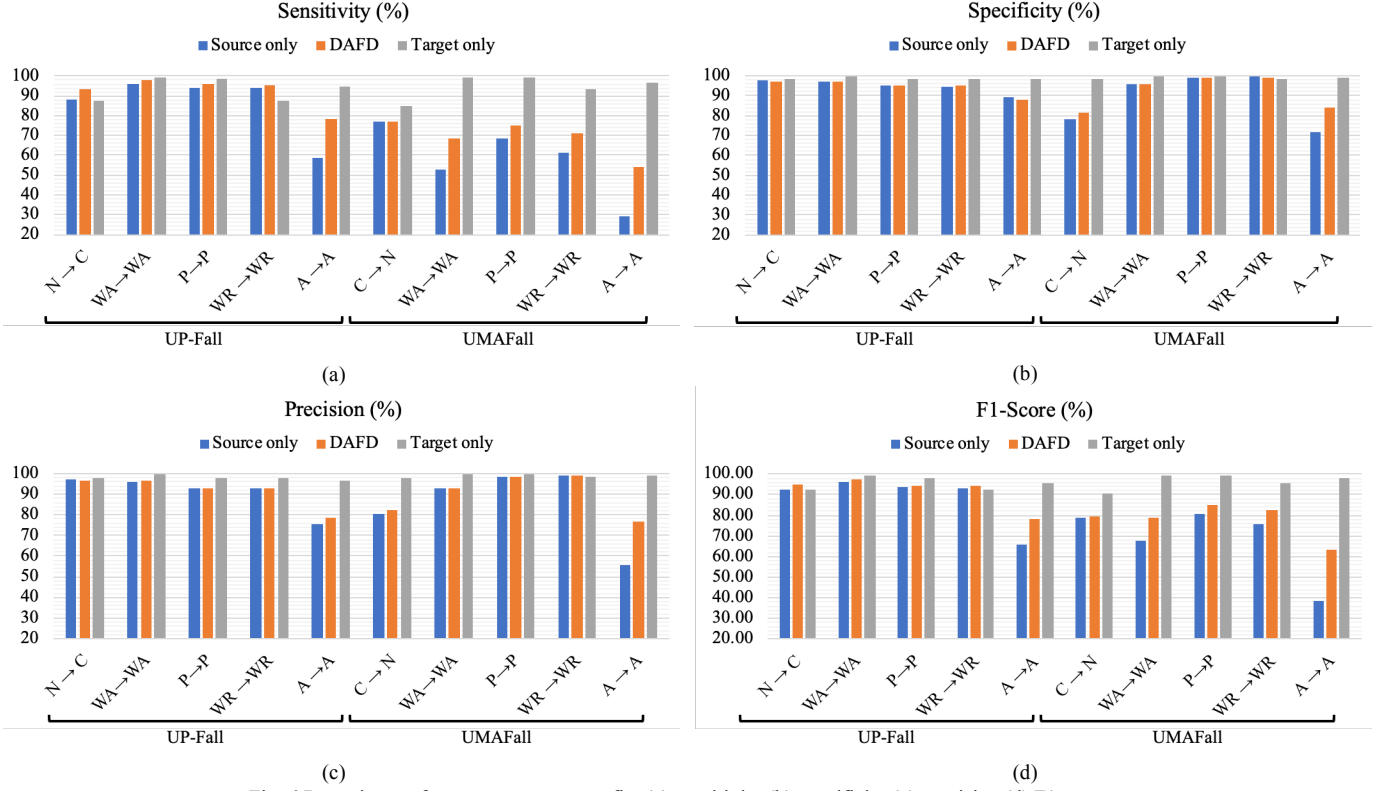 Sensitivity (%)
Source only DAFD Target only
100
90
80
70
60
50
40
30
20
N → C
WA→WA
P→P
WR→WR
A→A
C→N
WA→WA
P→P
WR→WR
A→A
UP-Fall
UMAFall
(a)
Specificity (%)
Source only DAFD Target only
100
90
80
70
60
50
40
30
20
N → C
WA→WA
P→P
WR→WR
A→A
C→N
WA→WA
P→P
WR→WR
A→A
UP-Fall
UMAFall
(b)
Precision (%)
Source only DAFD Target only
100
90
80
70
60
50
40
30
20
N → C
WA→WA
P→P
WR→WR
A→A
C→N
WA→WA
P→P
WR→WR
A→A
UP-Fall
UMAFall
(c)
F1-Score (%)
Source only DAFD Target only
100.00
90.00
80.00
70.00
60.00
50.00
40.00
30.00
20.00
N → C
WA→WA
P→P
WR→WR
A→A
C→N
WA→WA
P→P
WR→WR
A→A
UP-Fall
UMAFall
(d)